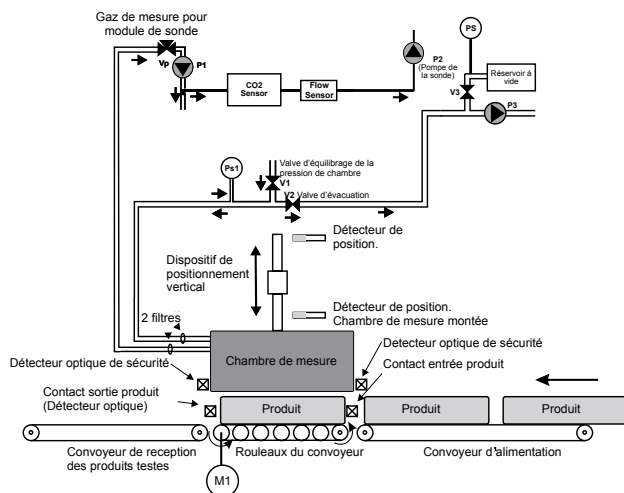 Gaz de mesure pour
module de sonde
Vp
P1
CO2
Sensor
Flow
Sensor
P2
(Pompe de
la sonde)
PS
Réservoir á
vide
V3
P3
Ps1
Valve d'équilibrage de la
pression de chambre
V1
V2 Valve d'évacuation
Détecteur de
position.
Dispositif de
positionnement
vertical
Détecteur de position.
Chambre de mesure montée
2 filtres
Chambre de mesure
Détecteur optique de sécurité
Detecteur optique de sécurité
Contact entrée produit
Contact sortie produit
(Détecteur optique)
Produit
Produit
Produit
Convoyeur de reception
des produits testes
Rouleaux du convoyeur
Convoyeur d'alimentation
M1